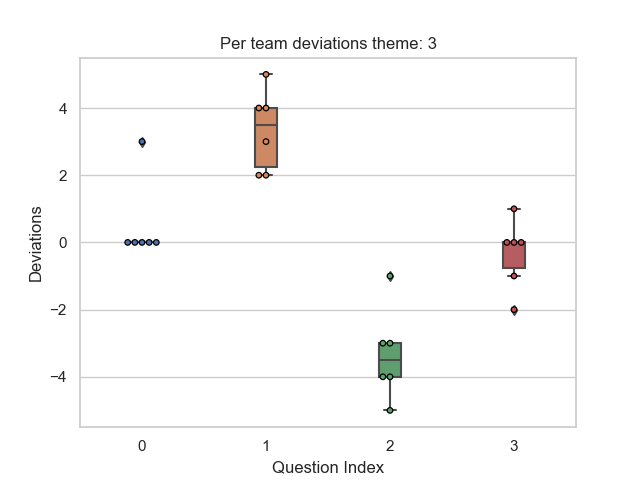 Per team deviations theme: 3
Deviations
4
2
0
−2
−4
0 1 2 3
Question Index